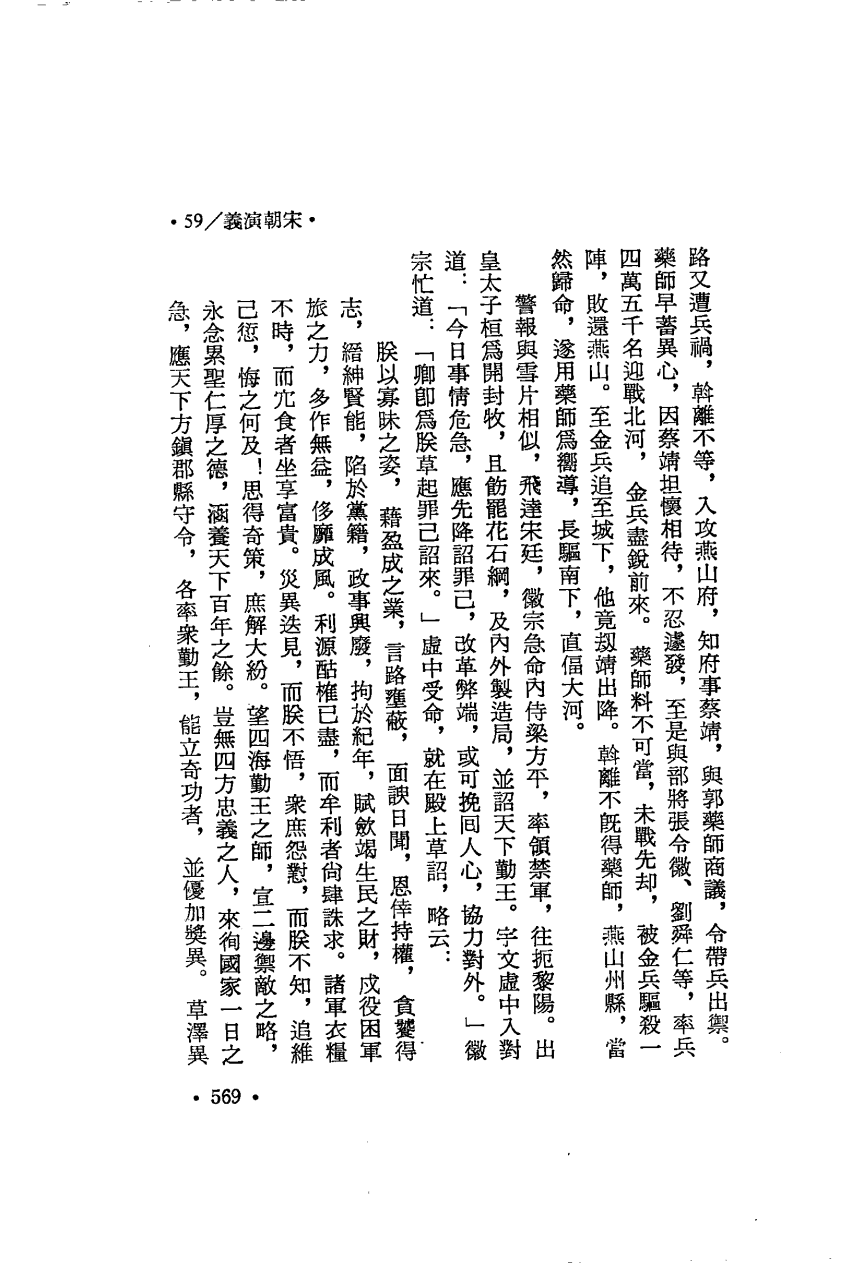 •宋朝演義／59•
路又遭兵禍，斡離不等，入攻燕山府，知府事蔡靖，與郭藥師商議，令帶兵出禦。
藥師早蓄異心，因蔡靖坦懷相待，不忍遽發，至是與部將張令徽、劉舜仁等，率兵
四萬五千名迎戰北河，金兵盡銳前來。藥師料不可當，未戰先却，被金兵驅殺一
陣，敗還燕山。至金兵追至城下，他竟刼靖出降。斡離不既得藥師，燕山州縣，當
然歸命，遂用藥師爲嚮導，長驅南下，直偪大河。
警報與雪片相似，飛達宋廷，徽宗急命內侍梁方平，率領禁軍，往扼黎陽。出
皇太子桓爲開封牧，且飭罷花石綱，及內外製造局，並詔天下勤王。宇文虛中入對
道：「今日事情危急，應先降詔罪己，改革弊端，或可挽囘人心，協力對外。」徽
宗忙道：「卿卽爲朕草起罪己詔來。」虛中受命，就在殿上草詔，略云：
朕以寡昧之姿，藉盈成之業，言路壅蔽，面諛日聞，恩倖持權，貪饕得
志，縉紳賢能，陷於黨籍，政事興廢，拘於紀年，賦斂竭生民之財，戍役困軍
旅之力，多作無益，侈靡成風。利源酤榷已盡，而牟利者尙肆誅求。諸軍衣糧
不時，而宂食者坐享富貴。災異迭見，而朕不悟，衆庶怨懟，而朕不知，追維
己愆，悔之何及！思得奇策，庶解大紛。望四海勤王之師，宣二邊禦敵之略，
永念累聖仁厚之德，涵養天下百年之餘。豈無四方忠義之人，來徇國家一日之
急，應天下方鎭郡縣守令，各率衆勤王，能立奇功者，並優加奬異。草澤異
•569•